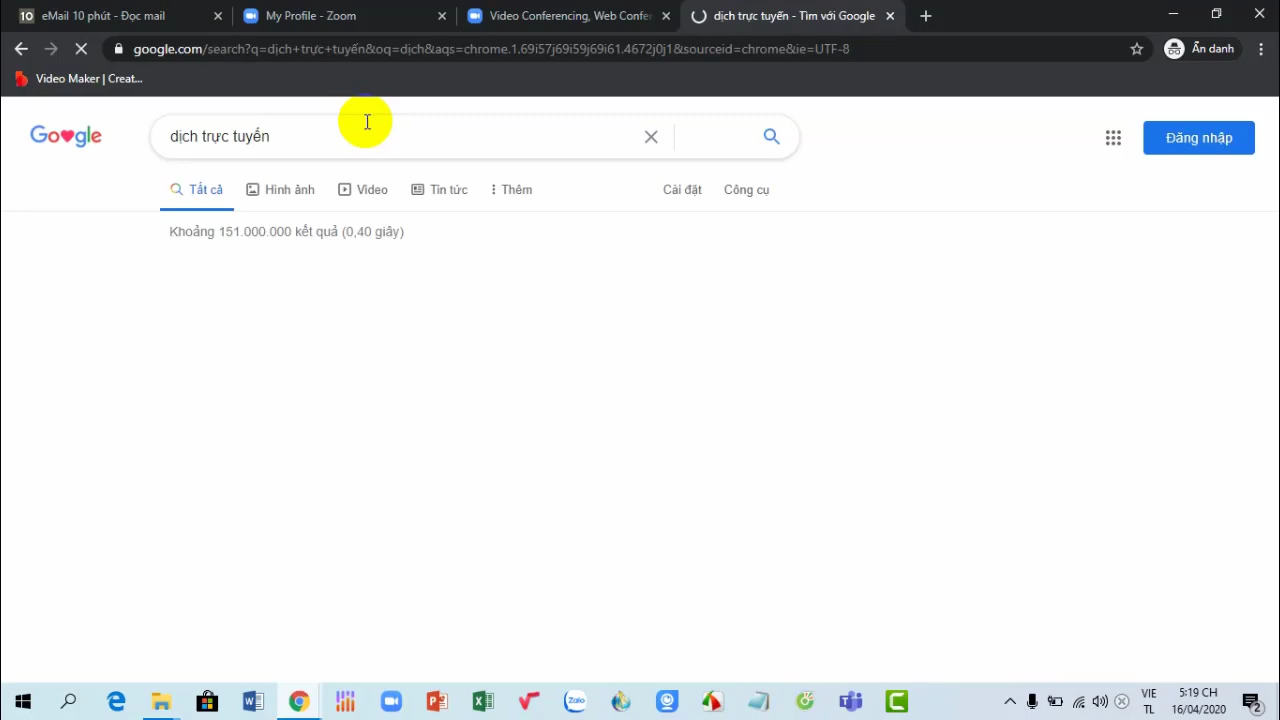 eMail 10 phút - Đọc mail
My Profile - Zoom
Video Conferencing, Web Confer
dịch trực tuyến - Tìm với Google
google.com/search?q=dịch+trực+tuyến&oq=dịch&aqs=chrome.1.69i57j69i59j69i61.4672j0j1&sourceid=chrome&ie=UTF-8
Ẩn danh
Video Maker | Creat...
Google
dịch trực tuyến
Đăng nhập
Tất cả
Hình ảnh
Video
Tin tức
Thêm
Cài đặt
Công cụ
Khoảng 151.000.000 kết quả (0,40 giây)
VIE
TL
5:19 CH
16/04/2020
2